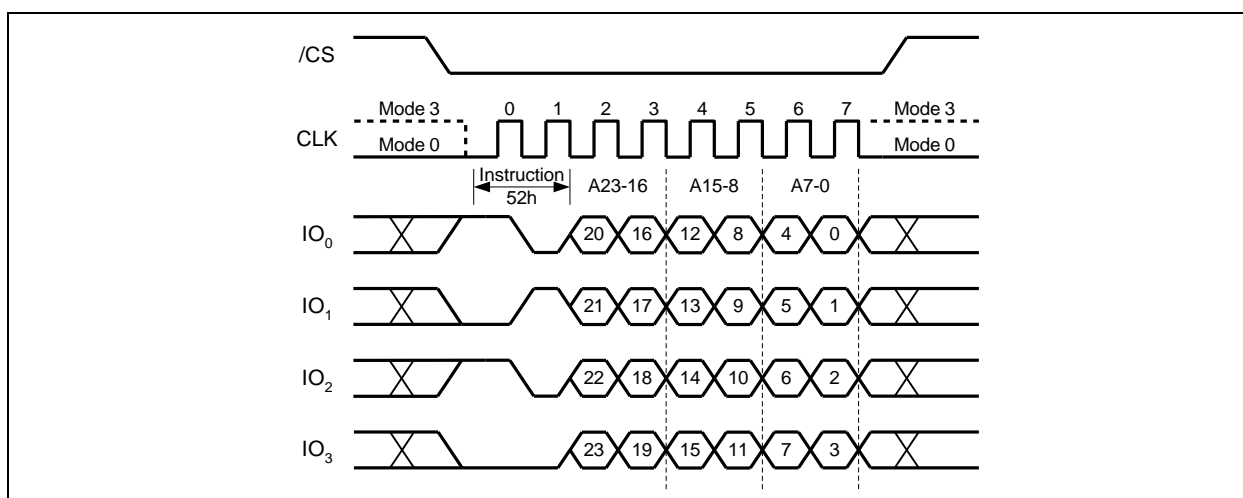 /CS
Mode 3 0 1 2 3 4 5 6 7 Mode 3
CLK
Mode 0 Mode 0
Instruction
52h
A23-16 A15-8 A7-0
IO0 20 16 12 8 4 0
IO1 21 17 13 9 5 1
IO2 22 18 14 10 6 2
IO3 23 19 15 11 7 3